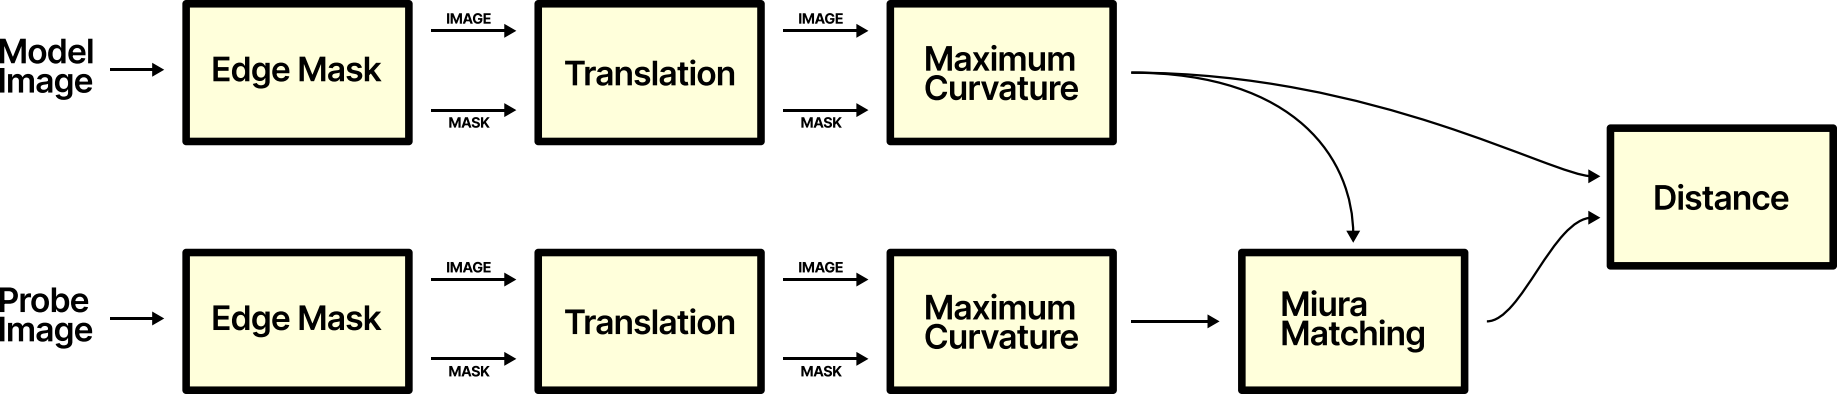 Model
Image
Edge Mask
IMAGE
MASK
Translation
IMAGE
MASK
Maximum
Curvature
Distance
Probe
Image
Edge Mask
IMAGE
MASK
Translation
IMAGE
MASK
Maximum
Curvature
Miura
Matching